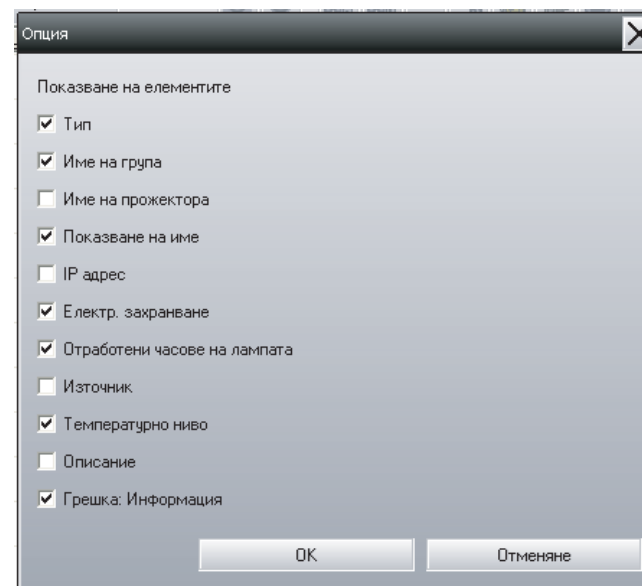 Опция
Показване на елементите
Тип
Име на група
Име на прожектора
Показване на име
IP адрес
Електр. захранване
Отработени часове на лампата
Източник
Температурно ниво
Описание
Грешка: Информация
OK
Отменяне